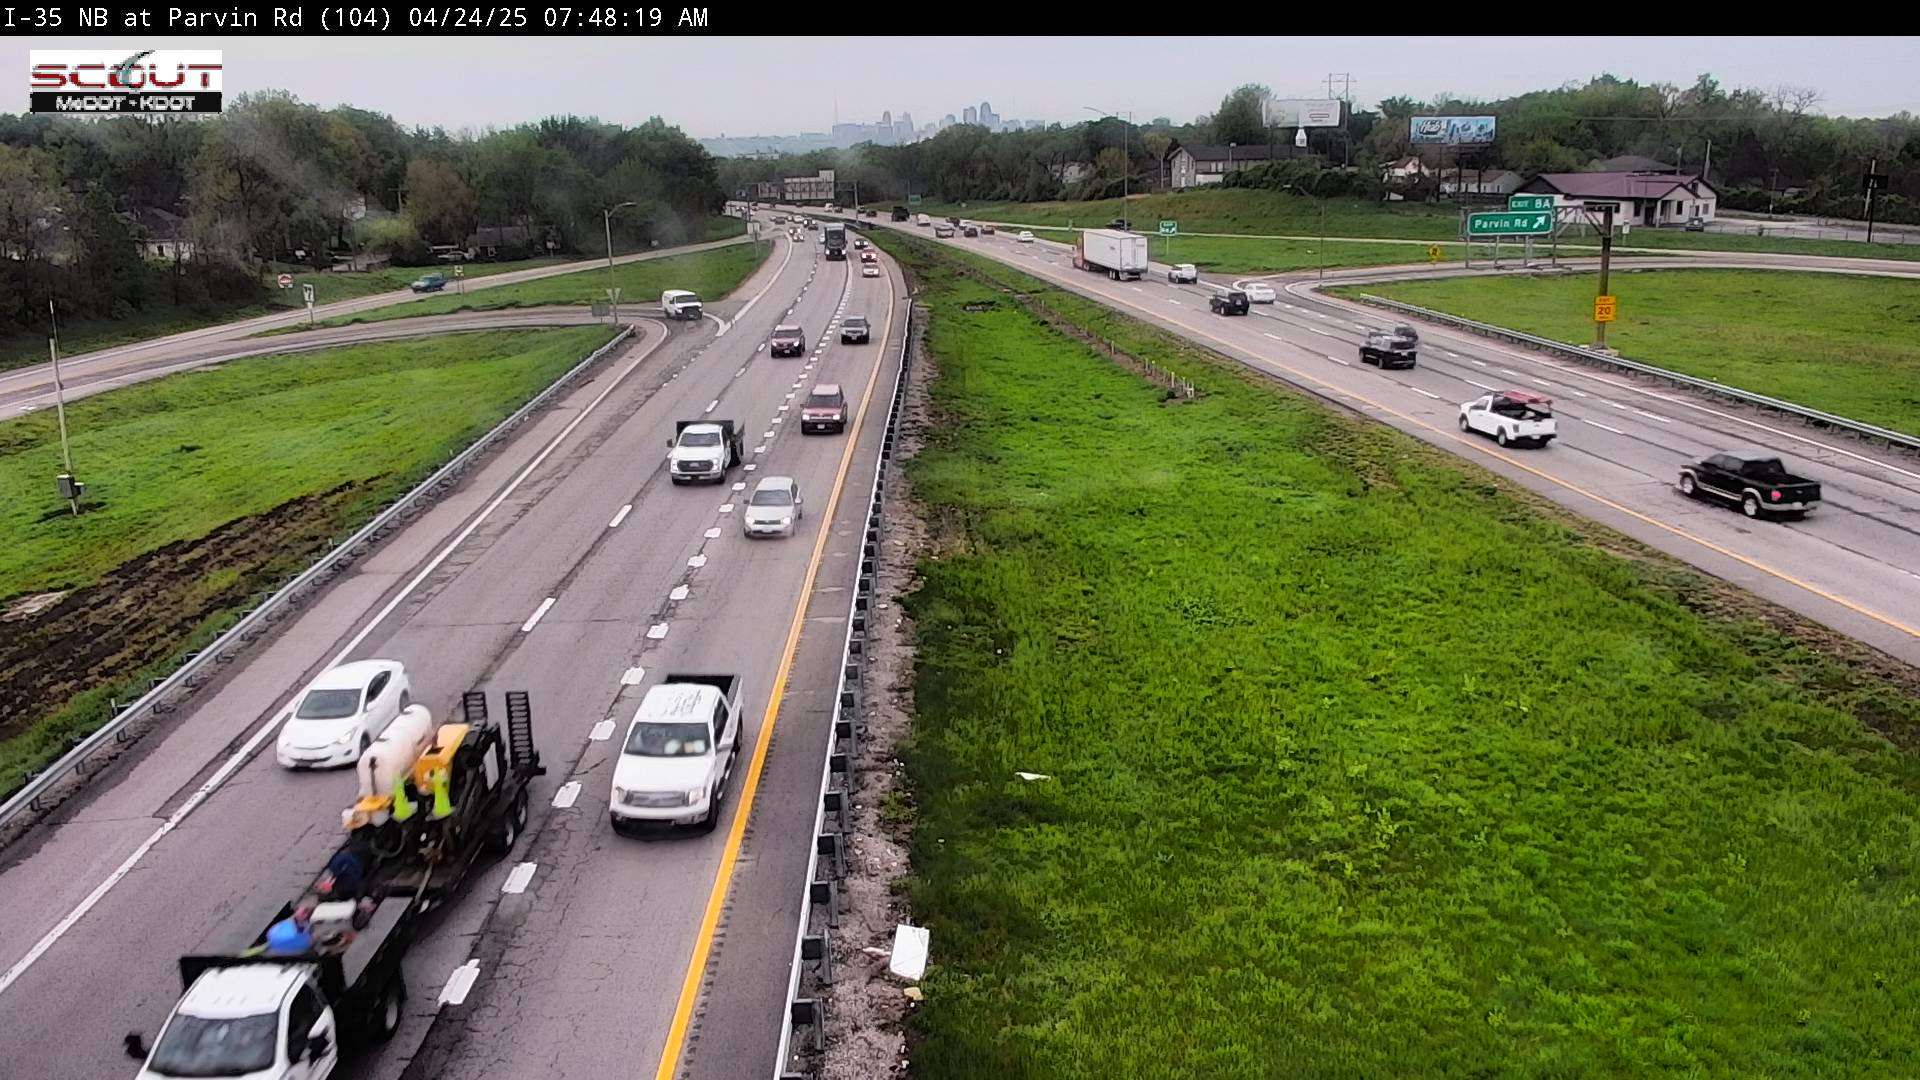 I-35 NB at Parvin Rd (104) 04/24/25 07:48:19 AM
SCOUT
MoDOT - KDOT
EXIT 8A
Parvin Rd
EXIT
20